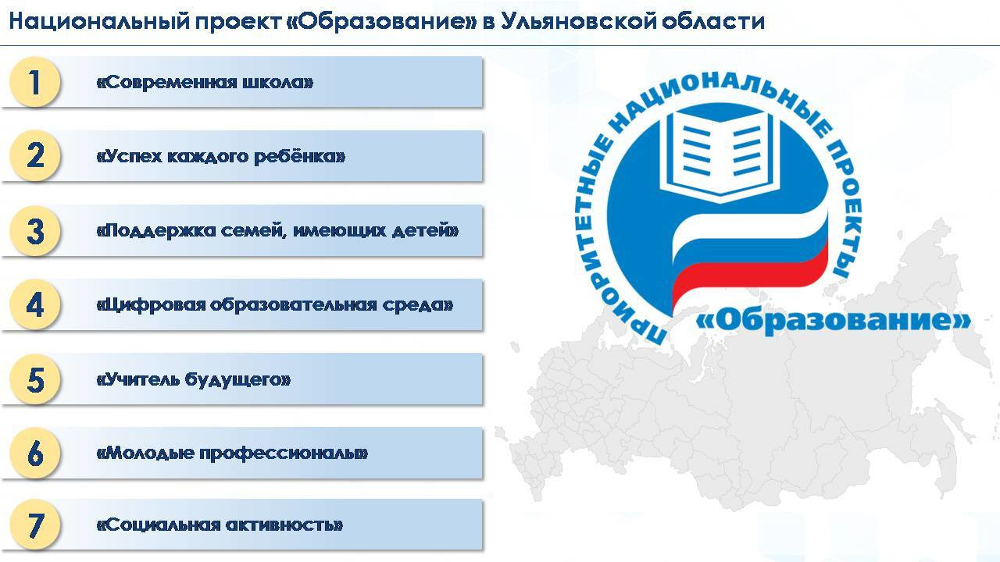 Национальный проект «Образование» в Ульяновской области
1
«Современная школа»
2
«Успех каждого ребёнка»
3
«Поддержка семей, имеющих детей»
4
«Цифровая образовательная среда»
5
«Учитель будущего»
6
«Молодые профессионалы»
7
«Социальная активность»
ПРИОРИТЕТНЫЕ НАЦИОНАЛЬНЫЕ ПРОЕКТЫ
«Образование»